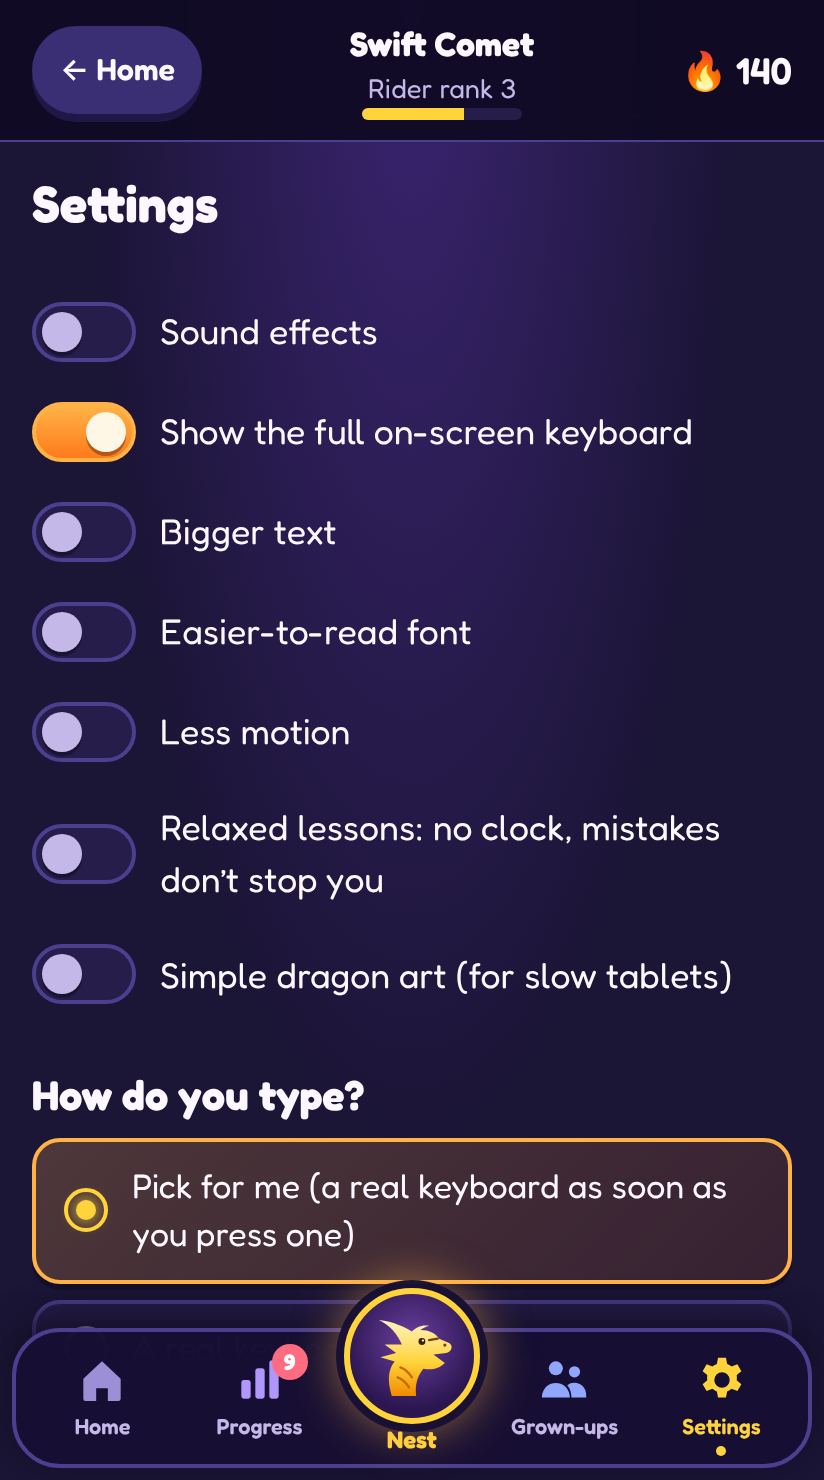 ← Home
Swift Comet
Rider rank 3
🔥 140
Settings
Sound effects
Show the full on-screen keyboard
Bigger text
Easier-to-read font
Less motion
Relaxed lessons: no clock, mistakes
don't stop you
Simple dragon art (for slow tablets)
How do you type?
Pick for me (a real keyboard as soon as
you press one)
A real
9
Home
Progress
Nest
Grown-ups
Settings